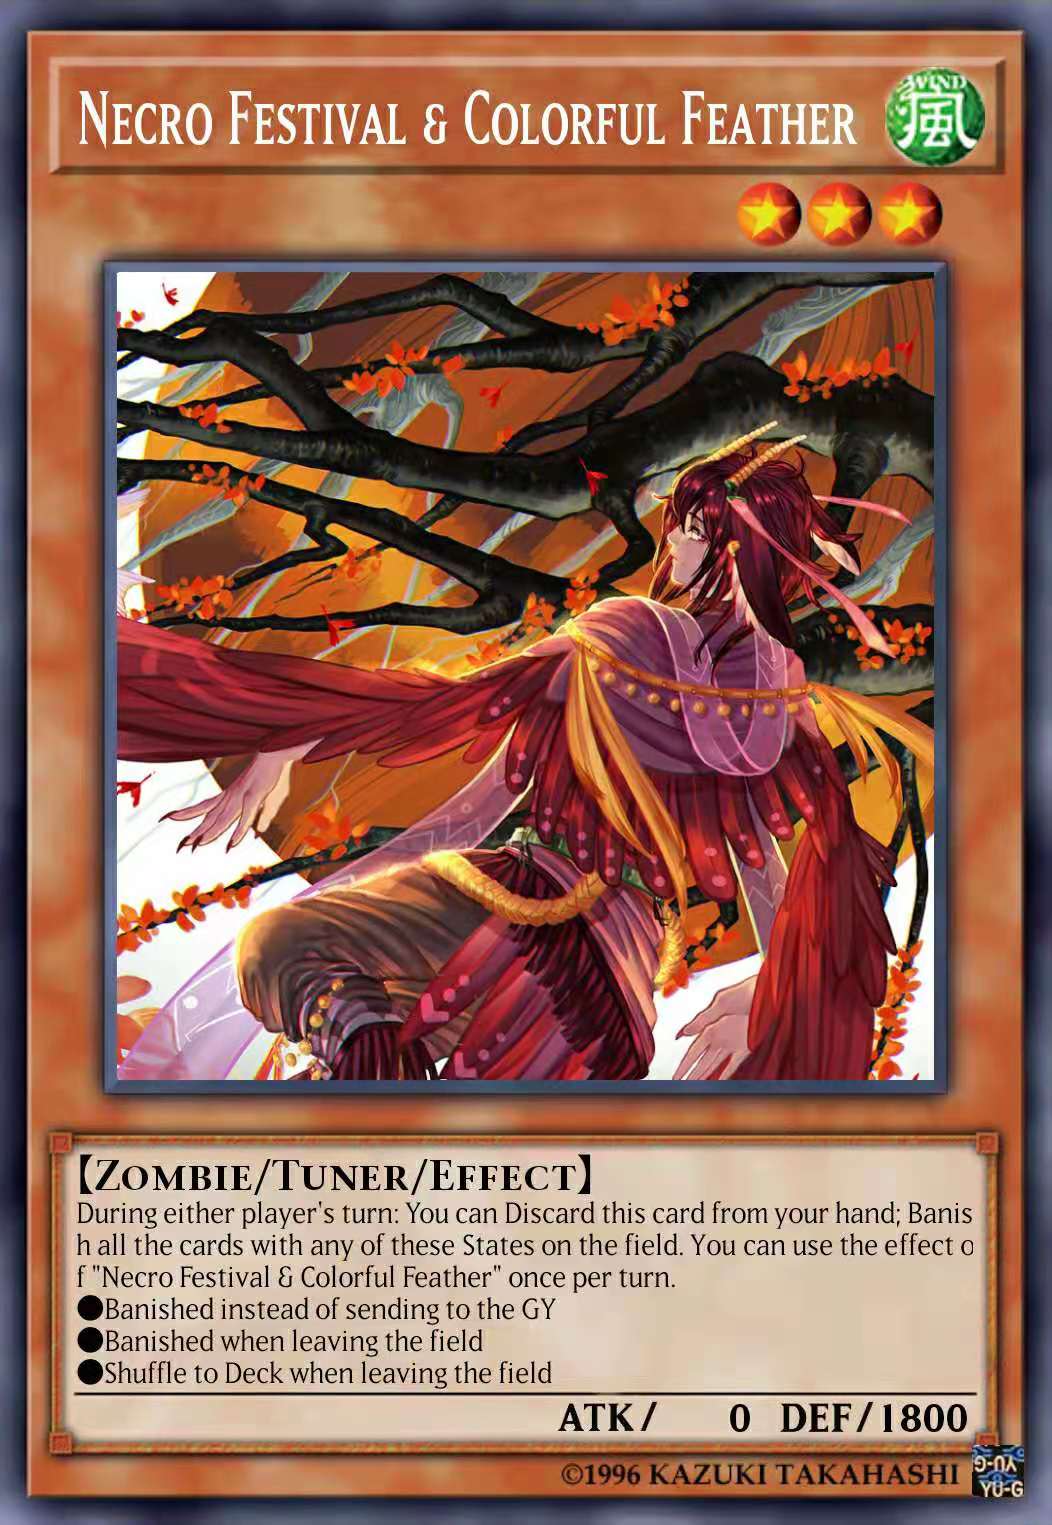 NECRO FESTIVAL & COLORFUL FEATHER
WIND
風
【ZOMBIE/TUNER/EFFECT】
During either player's turn: You can Discard this card from your hand; Banis
h all the cards with any of these States on the field. You can use the effect o
f "Necro Festival & Colorful Feather" once per turn.
●Banished instead of sending to the GY
●Banished when leaving the field
●Shuffle to Deck when leaving the field
ATK/ 0 DEF/1800
©1996 KAZUKI TAKAHASHI
YU-G